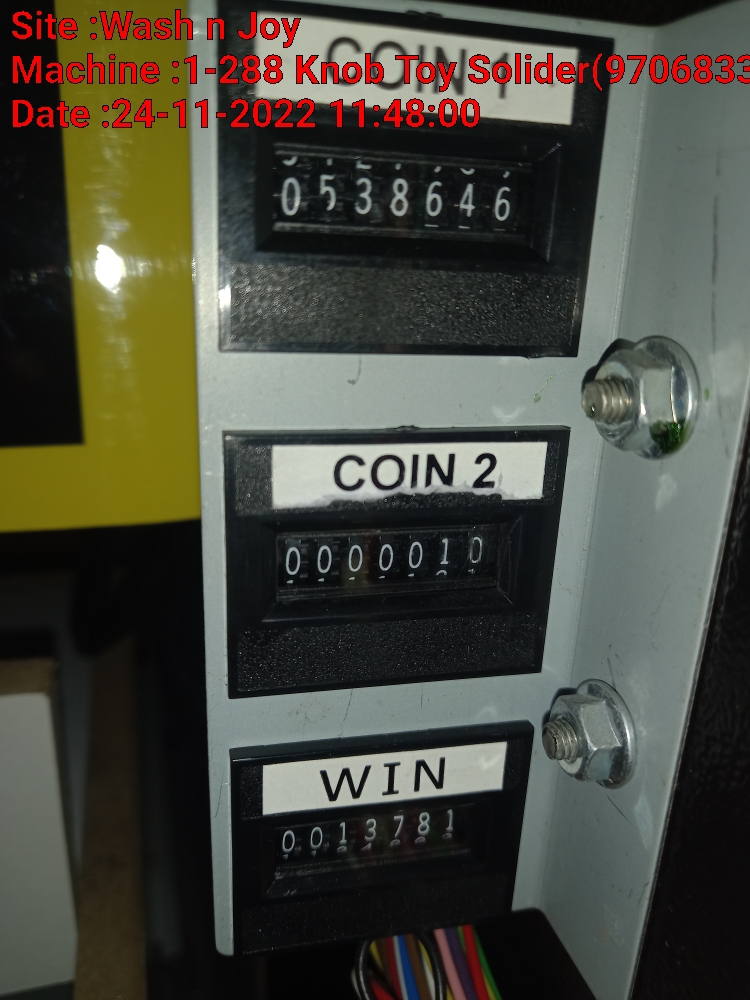 Site :Wash n Joy
Machine :1-288 Knob Toy Solider(9706833
Date :24-11-2022 11:48:00
COIN 1
0538646
COIN 2
0000010
WIN
0013781